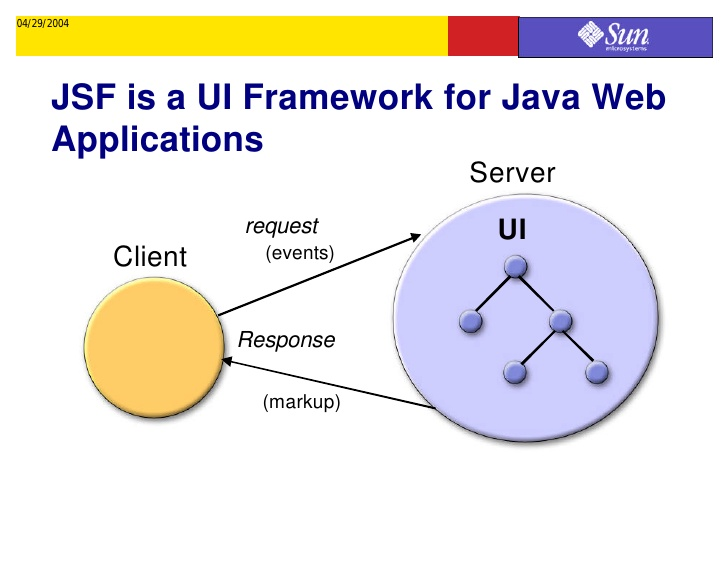 04/29/2004
Sun
microsystems
JSF is a UI Framework for Java Web
Applications
Server
request
UI
(events)
Client
Response
(markup)